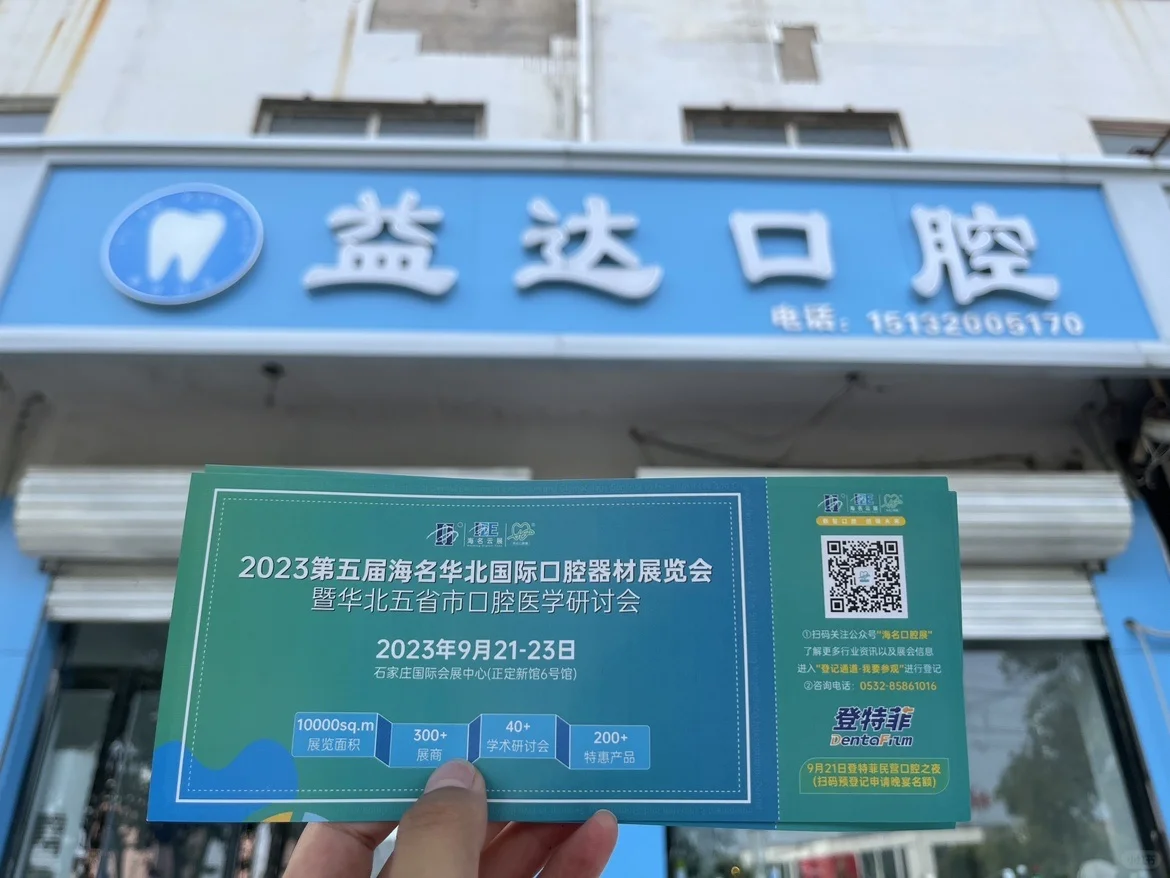 益达口腔
电话：15132005170
海名会展
2023第五届海名华北国际口腔器材展览会
暨华北五省市口腔医学研讨会
2023年9月21-23日
石家庄国际会展中心(正定新馆6号馆)
10000sq.m
展览面积
300+
展商
40+
学术研讨会
200+
特惠产品
海名会展
①扫码关注公众号"海名口腔展"
了解更多行业资讯以及展会信息
进入"登记通道-我要参观"进行登记
②咨询电话：0532-85861016
登特菲
DentaFilm
9月21日登特菲民营口腔之夜
(扫码预登记申请晚宴名额)